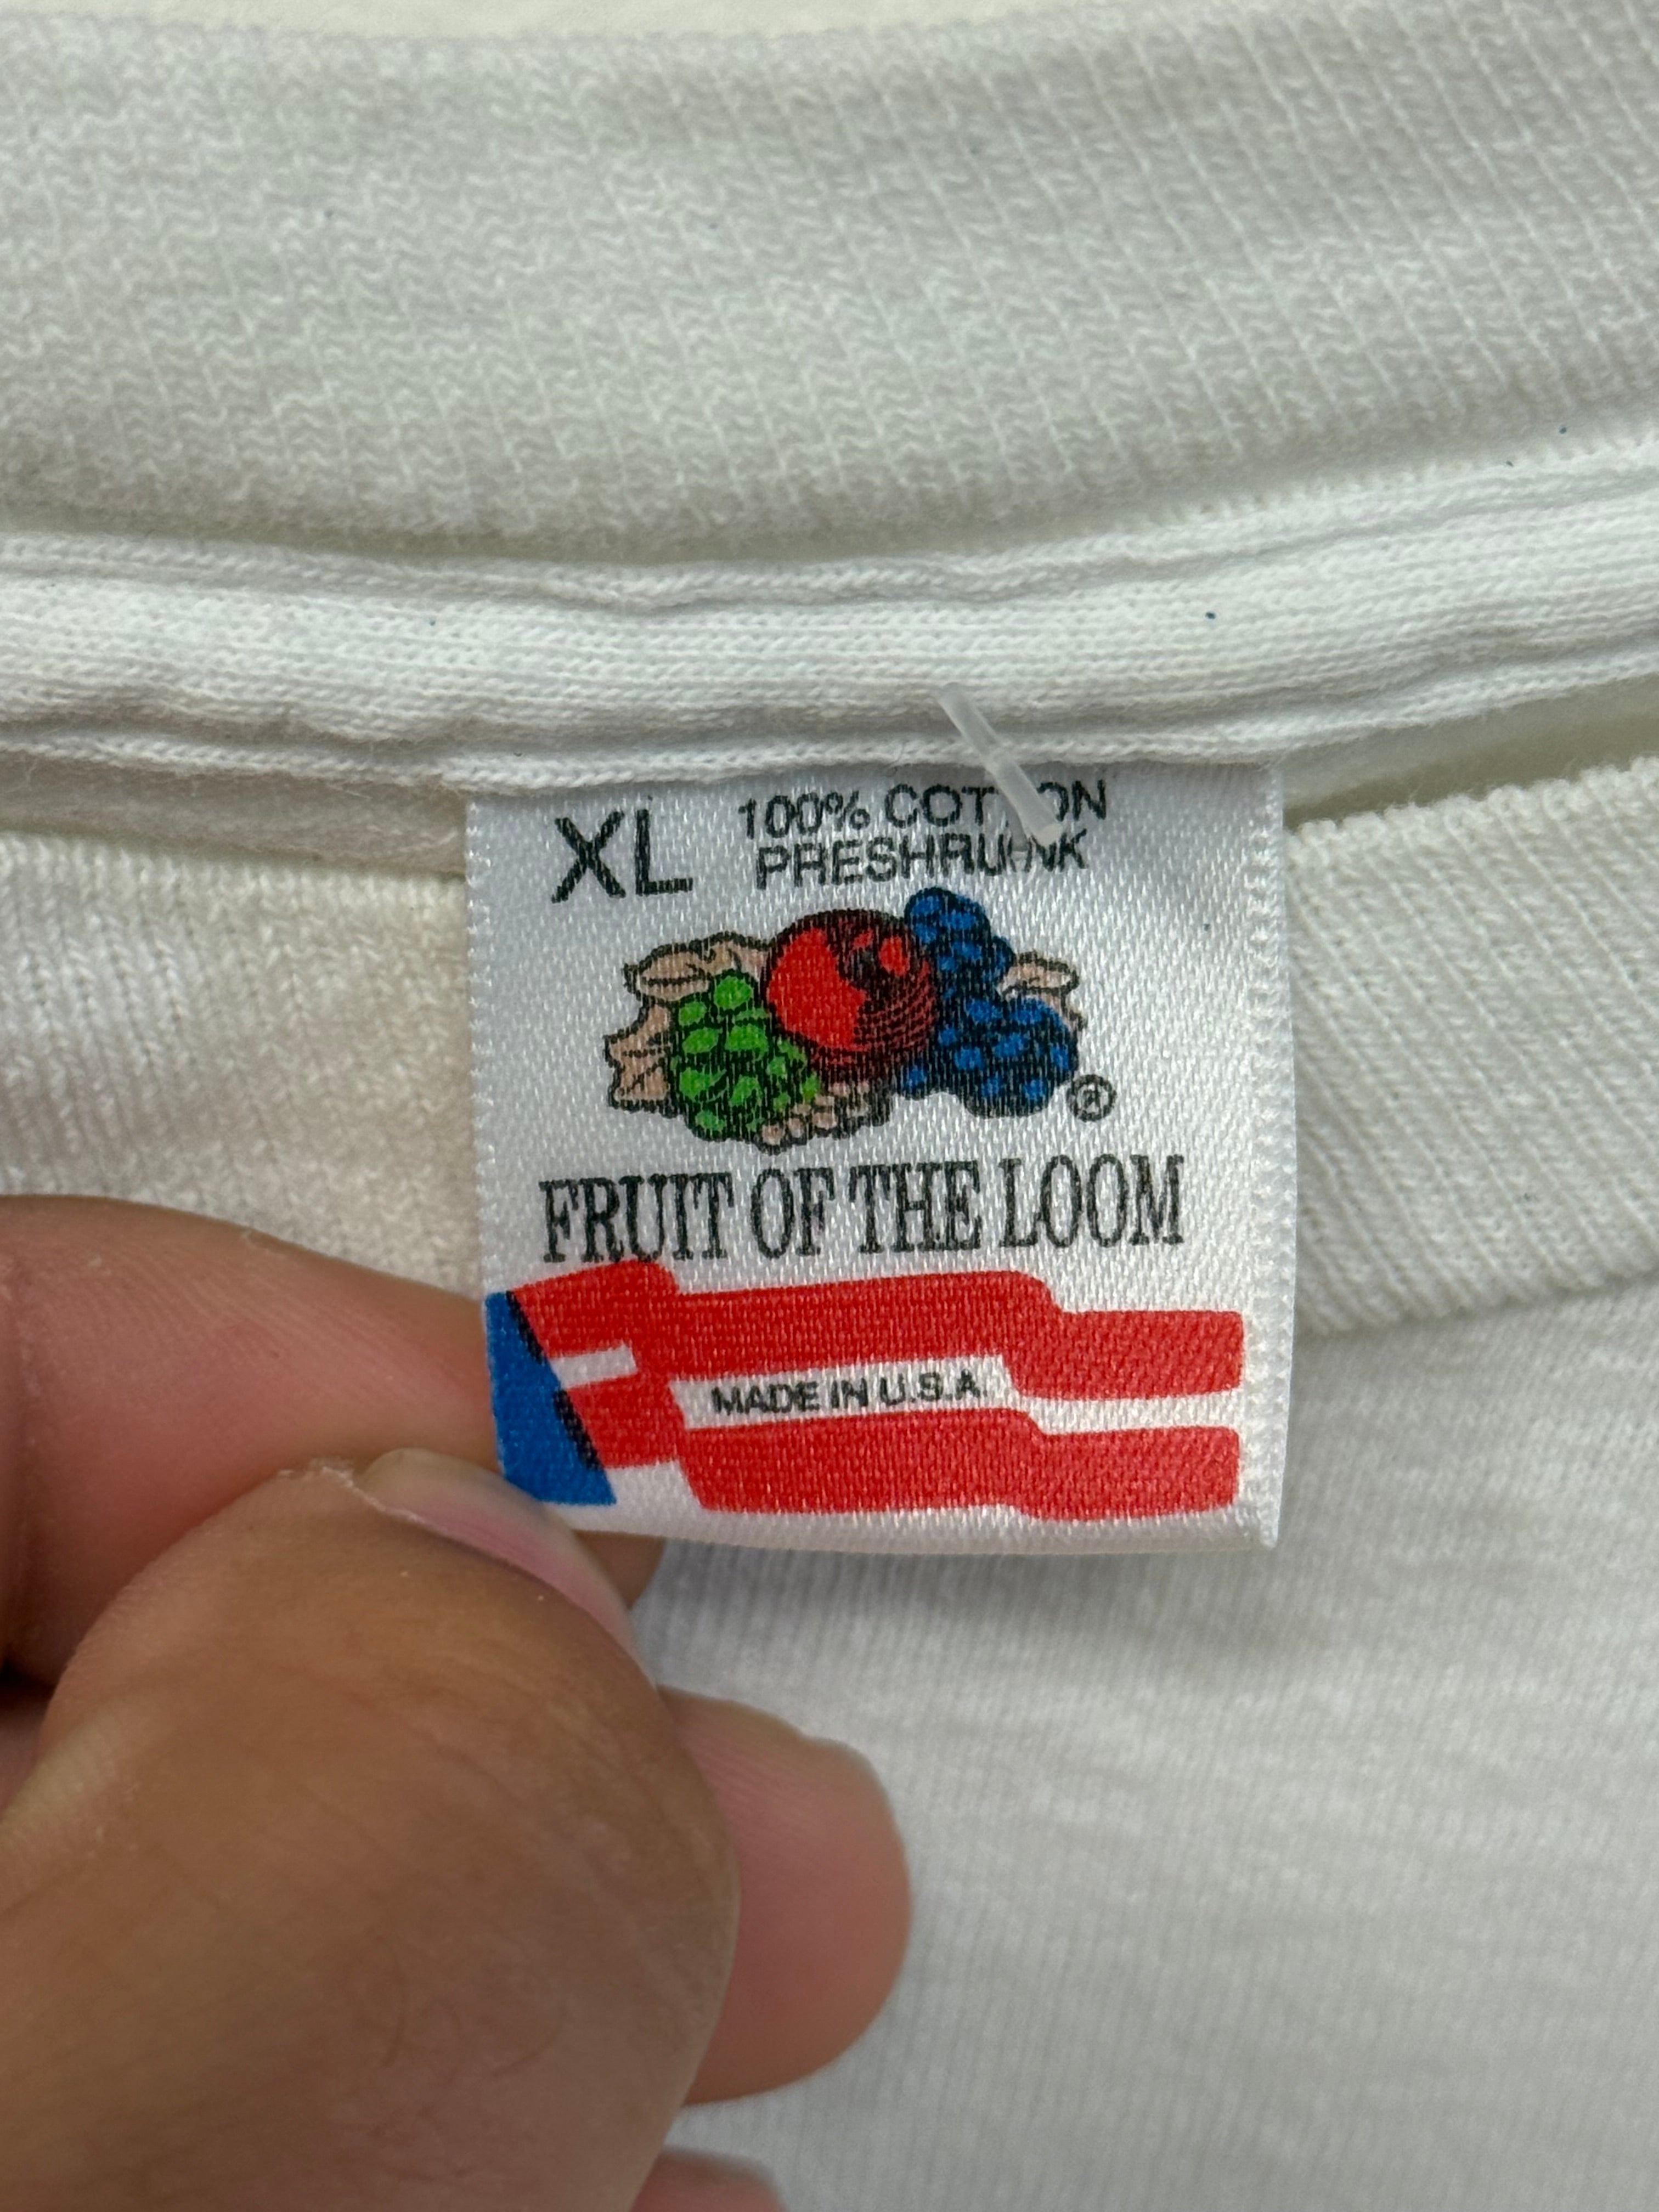 XL
100% COTTON
PRESHRUNK
®
FRUIT OF THE LOOM
MADE IN U.S.A.